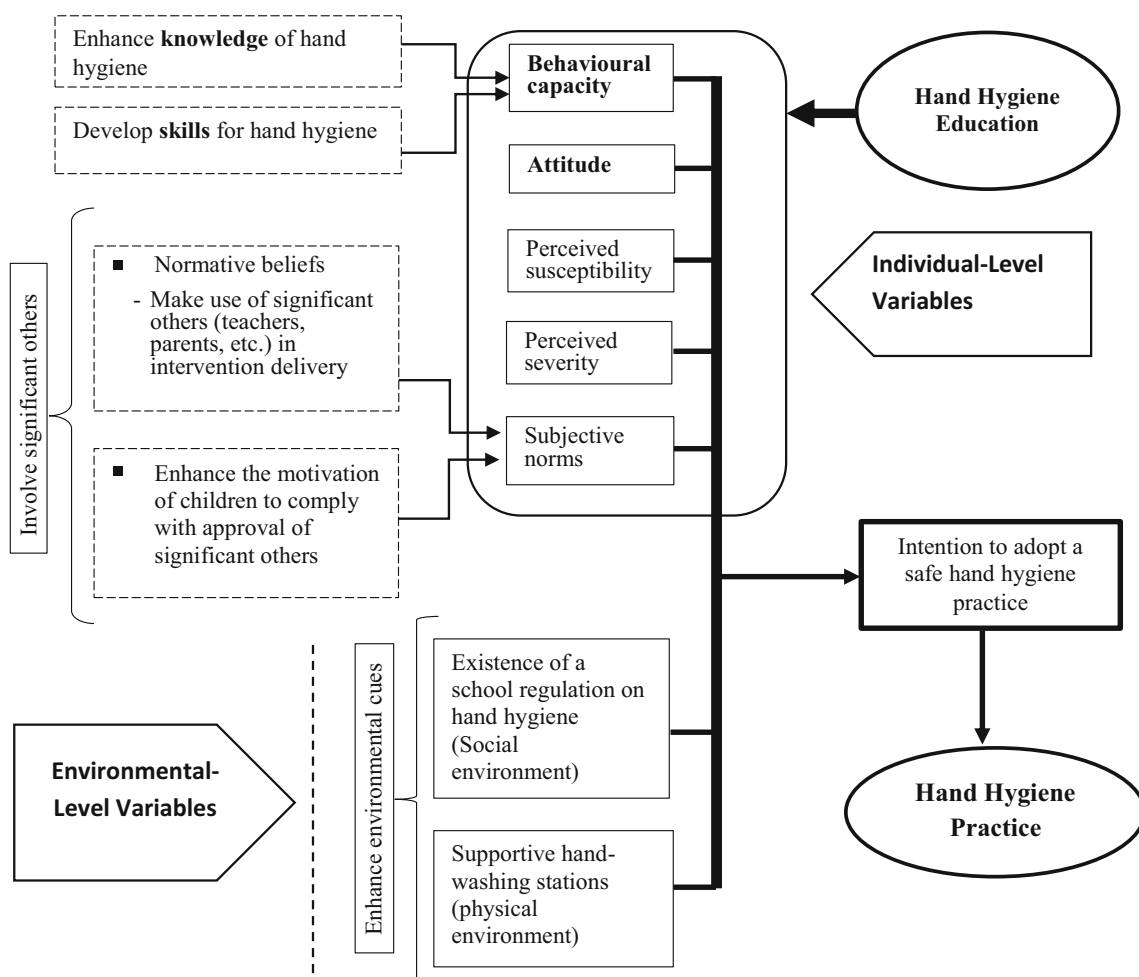 Enhance knowledge of hand
hygiene
Develop skills for hand hygiene
Behavioural
capacity
Attitude
Perceived
susceptibility
Perceived
severity
Subjective
norms
Hand Hygiene
Education
Individual-Level
Variables
Involve significant others
■ Normative beliefs
- Make use of significant
others (teachers,
parents, etc.) in
intervention delivery
■ Enhance the motivation
of children to comply
with approval of
significant others
Intention to adopt a
safe hand hygiene
practice
Environmental-
Level Variables
Enhance environmental cues
Existence of a
school regulation on
hand hygiene
(Social
environment)
Supportive hand-
washing stations
(physical
environment)
Hand Hygiene
Practice